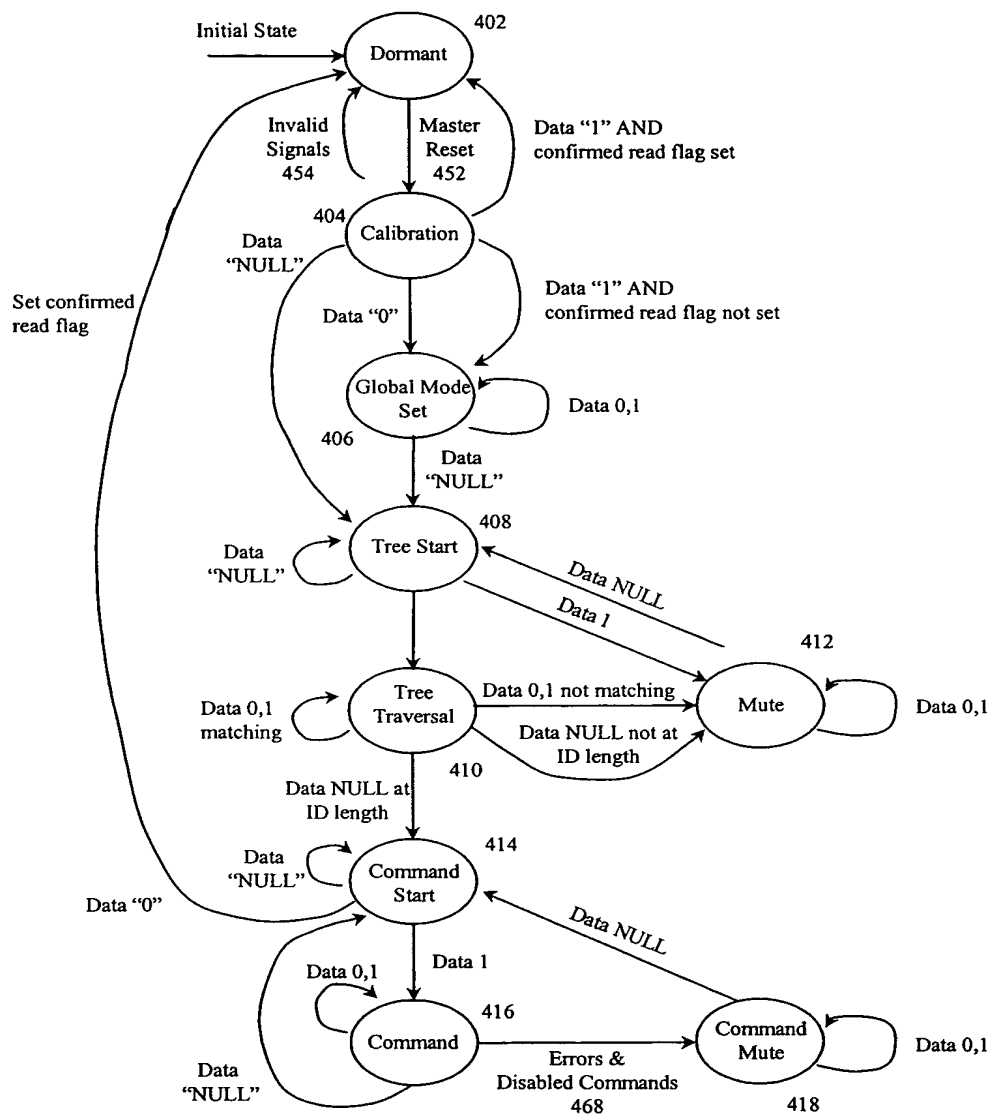 402
Initial State
Dormant
Invalid
Signals
454
Master
Reset
452
Data “1” AND
confirmed read flag set
404
Calibration
Data
“NULL”
Set confirmed
read flag
Data “1” AND
confirmed read flag not set
Data “0”
Global Mode
Set
Data 0,1
406
Data
“NULL”
408
Tree Start
Data
“NULL”
Data NULL
Data 1
412
Tree
Traversal
Data 0,1
matching
Data 0,1 not matching
Mute
Data 0,1
Data NULL not at
ID length
410
Data NULL at
ID length
414
Data
“NULL”
Command
Start
Data “0”
Data NULL
Data 1
Data 0,1
416
Command
Command
Mute
Data 0,1
Data
“NULL”
Errors &
Disabled Commands
468
418